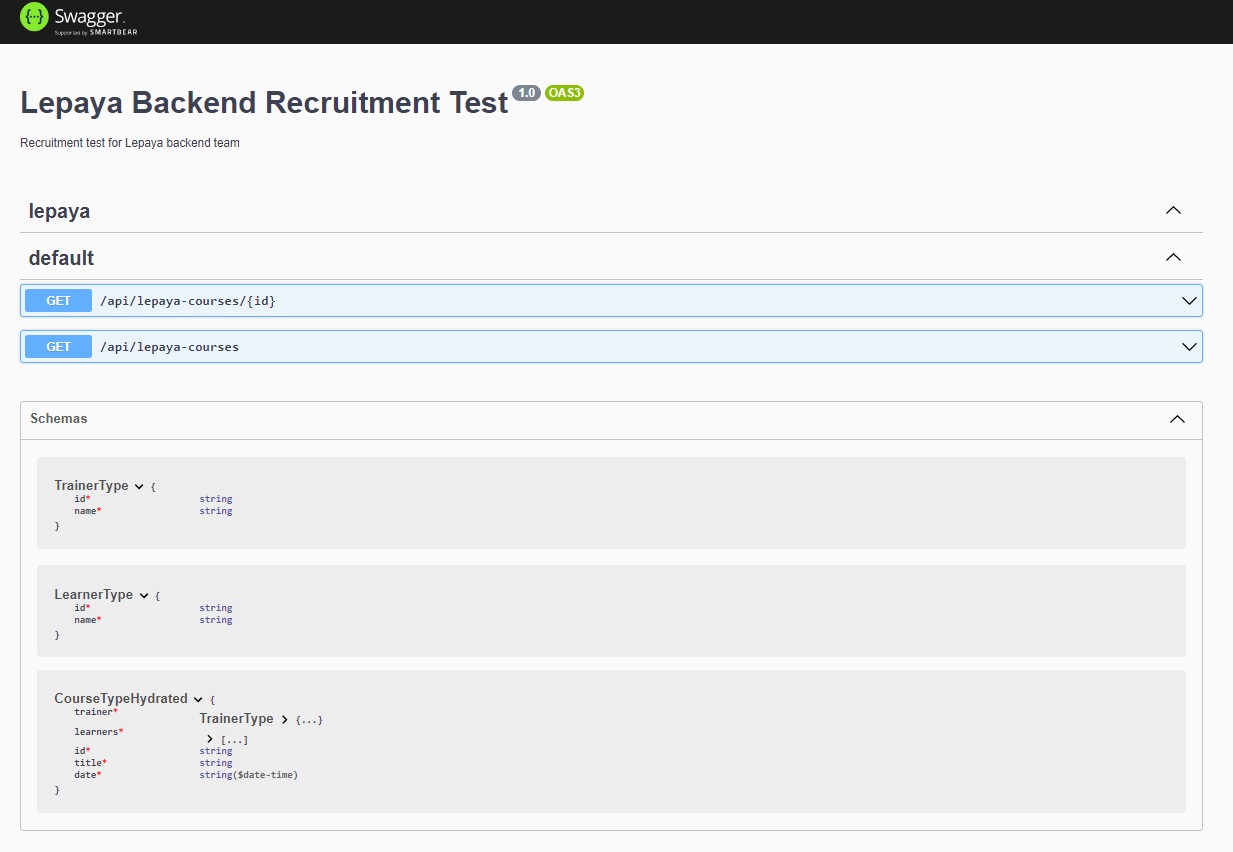 Swagger.
Supported by SMARTBEAR
Lepaya Backend Recruitment Test 1.0 OAS3
Recruitment test for Lepaya backend team
lepaya
default
GET /api/lepaya-courses/{id}
GET /api/lepaya-courses
Schemas
TrainerType {
id* string
name* string
}
LearnerType {
id* string
name* string
}
CourseTypeHydrated {
trainer* TrainerType {...}
learners* [...]
id* string
title* string
date* string($date-time)
}